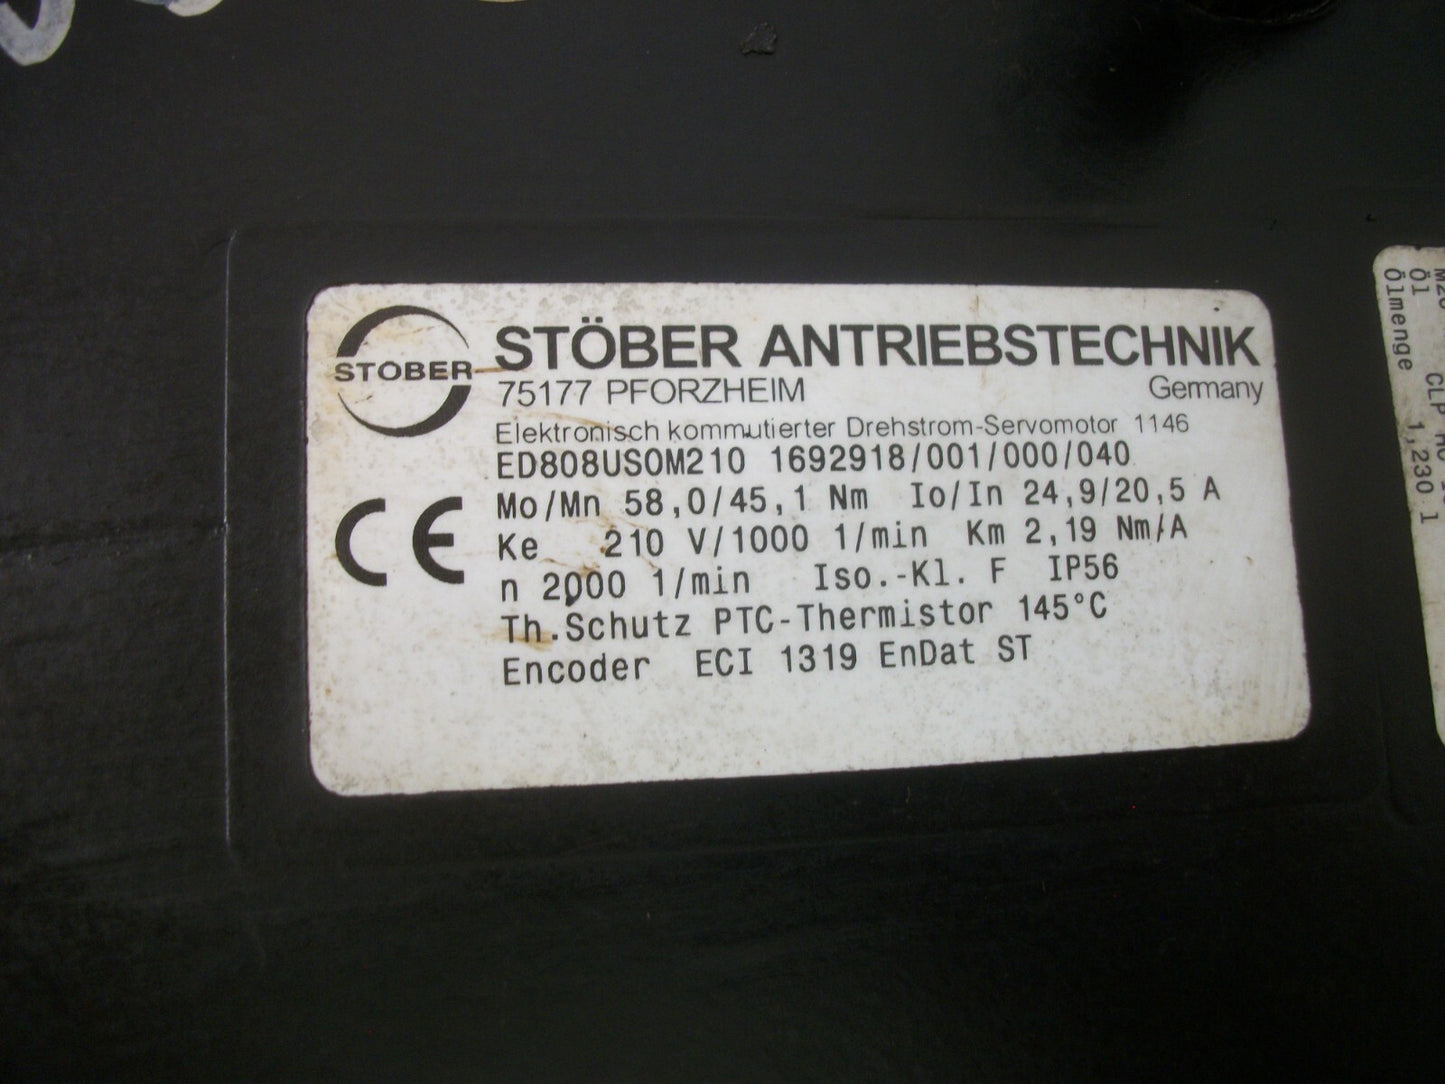 STOBER
STÖBER ANTRIEBSTECHNIK
75177 PFORZHEIM Germany
Elektronisch kommutierter Drehstrom-Servomotor 1146
ED808USOM210 1692918/001/000/040
CE
Mo/Mn 58,0/45,1 Nm Io/In 24,9/20,5 A
Ke 210 V/1000 1/min Km 2,19 Nm/A
n 2000 1/min Iso.-Kl. F IP56
Th.Schutz PTC-Thermistor 145°C
Encoder ECI 1319 EnDat ST
Öl CLP
Ölmenge 1,230 l